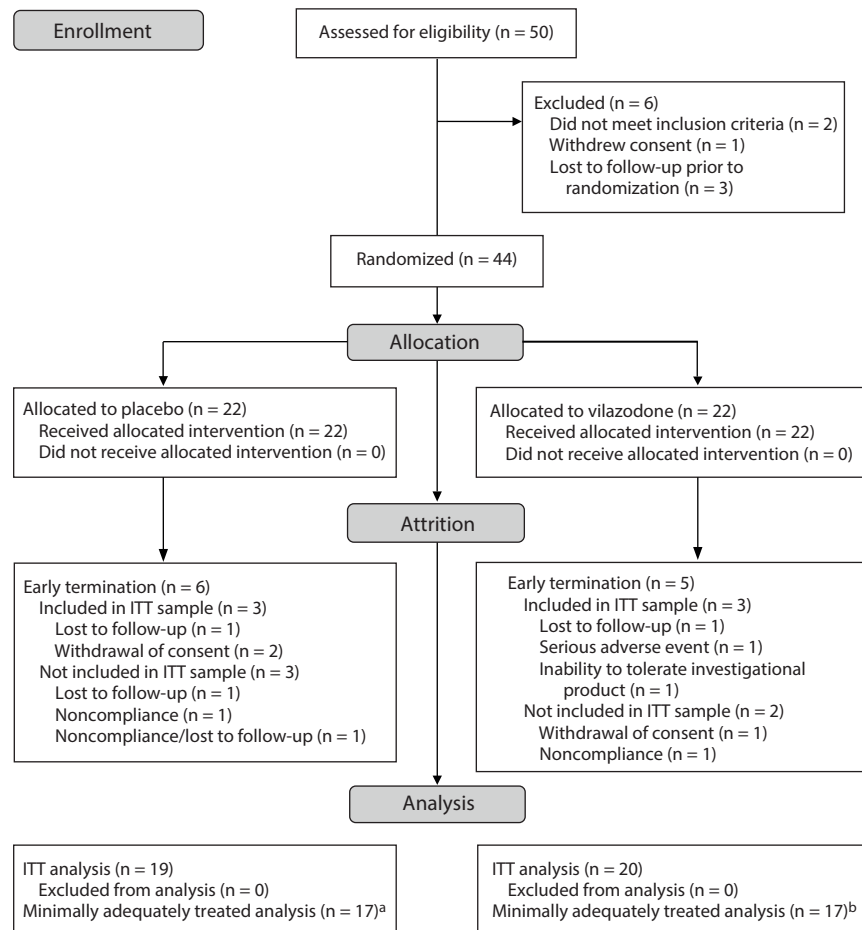 Enrollment
Assessed for eligibility (n = 50)
Excluded (n = 6)
Did not meet inclusion criteria (n = 2)
Withdrew consent (n = 1)
Lost to follow-up prior to
randomization (n = 3)
Randomized (n = 44)
Allocation
Allocated to placebo (n = 22)
Received allocated intervention (n = 22)
Did not receive allocated intervention (n = 0)
Allocated to vilazodone (n = 22)
Received allocated intervention (n = 22)
Did not receive allocated intervention (n = 0)
Attrition
Early termination (n = 6)
Included in ITT sample (n = 3)
Lost to follow-up (n = 1)
Withdrawal of consent (n = 2)
Not included in ITT sample (n = 3)
Lost to follow-up (n = 1)
Noncompliance (n = 1)
Noncompliance/lost to follow-up (n = 1)
Early termination (n = 5)
Included in ITT sample (n = 3)
Lost to follow-up (n = 1)
Serious adverse event (n = 1)
Inability to tolerate investigational
product (n = 1)
Not included in ITT sample (n = 2)
Withdrawal of consent (n = 1)
Noncompliance (n = 1)
Analysis
ITT analysis (n = 19)
Excluded from analysis (n = 0)
Minimally adequately treated analysis (n = 17)a
ITT analysis (n = 20)
Excluded from analysis (n = 0)
Minimally adequately treated analysis (n = 17)b